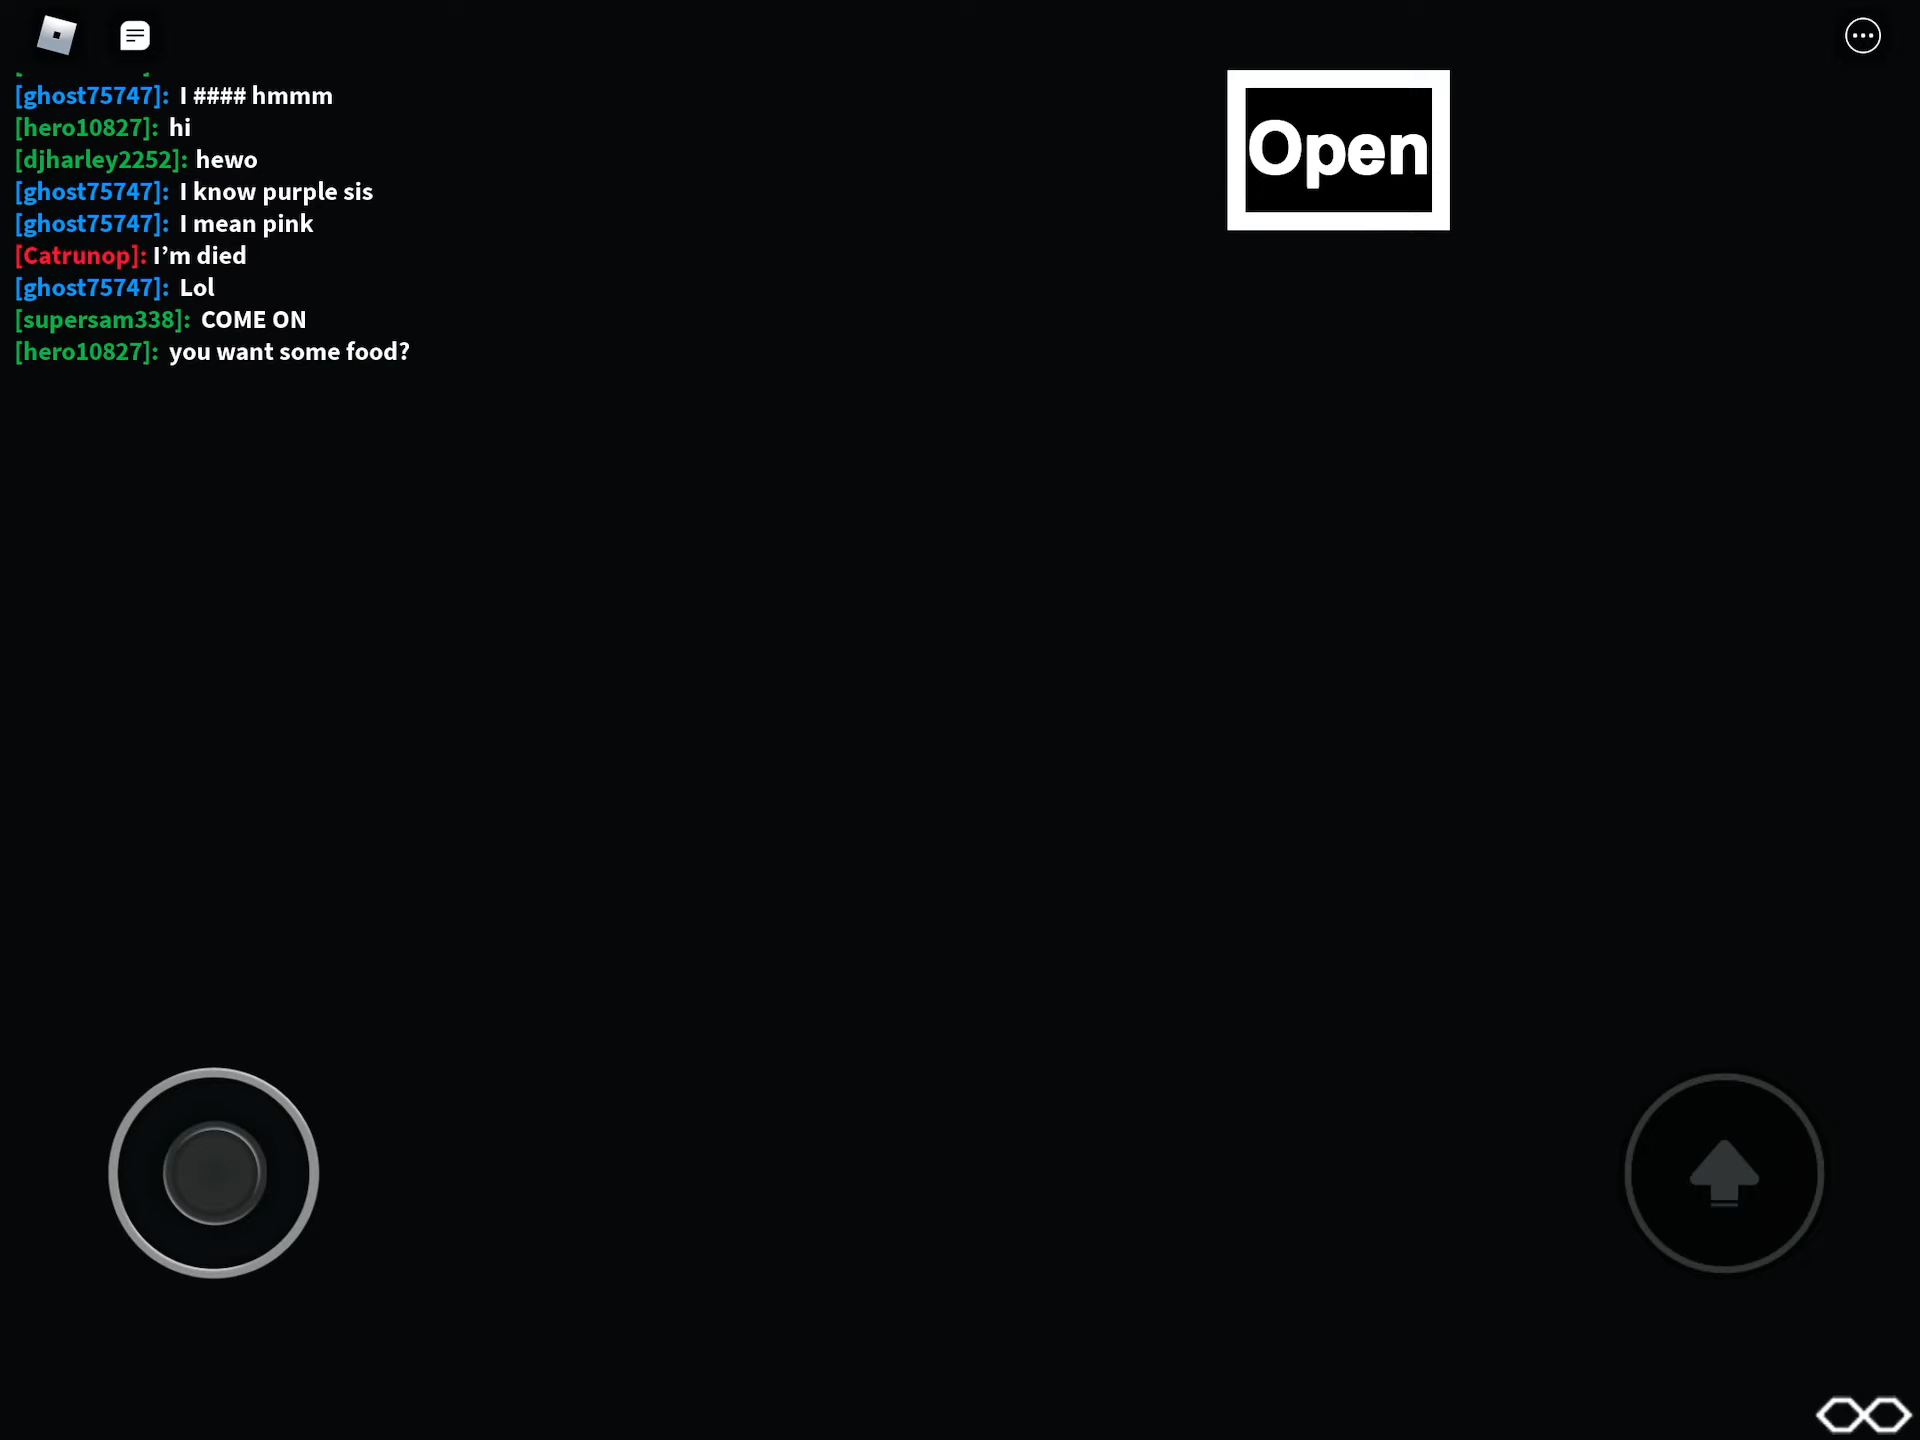 [ghost75747]: I #### hmmm
[hero10827]: hi
[djharley2252]: hewo
[ghost75747]: I know purple sis
[ghost75747]: I mean pink
[Catrunop]: I’m died
[ghost75747]: Lol
[supersam338]: COME ON
[hero10827]: you want some food?
Open